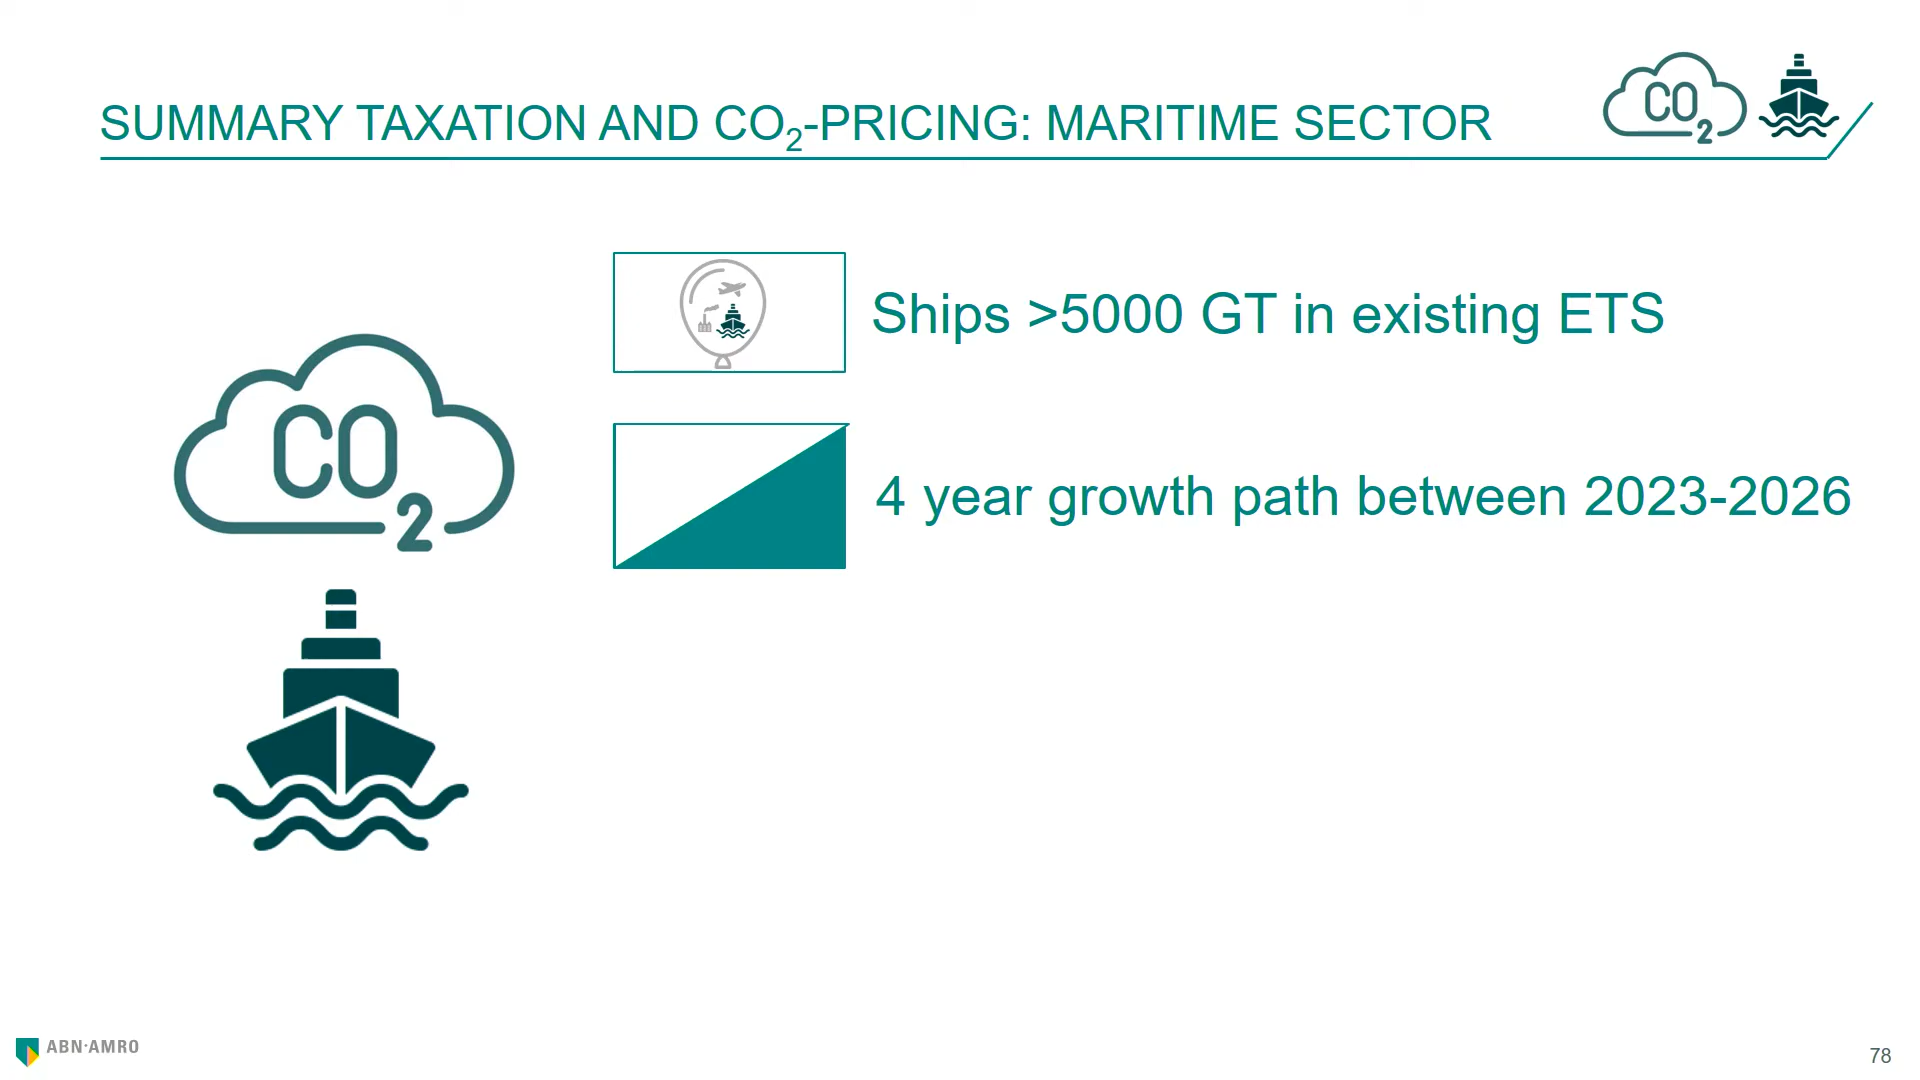 SUMMARY TAXATION AND CO₂-PRICING: MARITIME SECTOR
CO₂
Ships >5000 GT in existing ETS
CO₂
4 year growth path between 2023-2026
ABN·AMRO
78